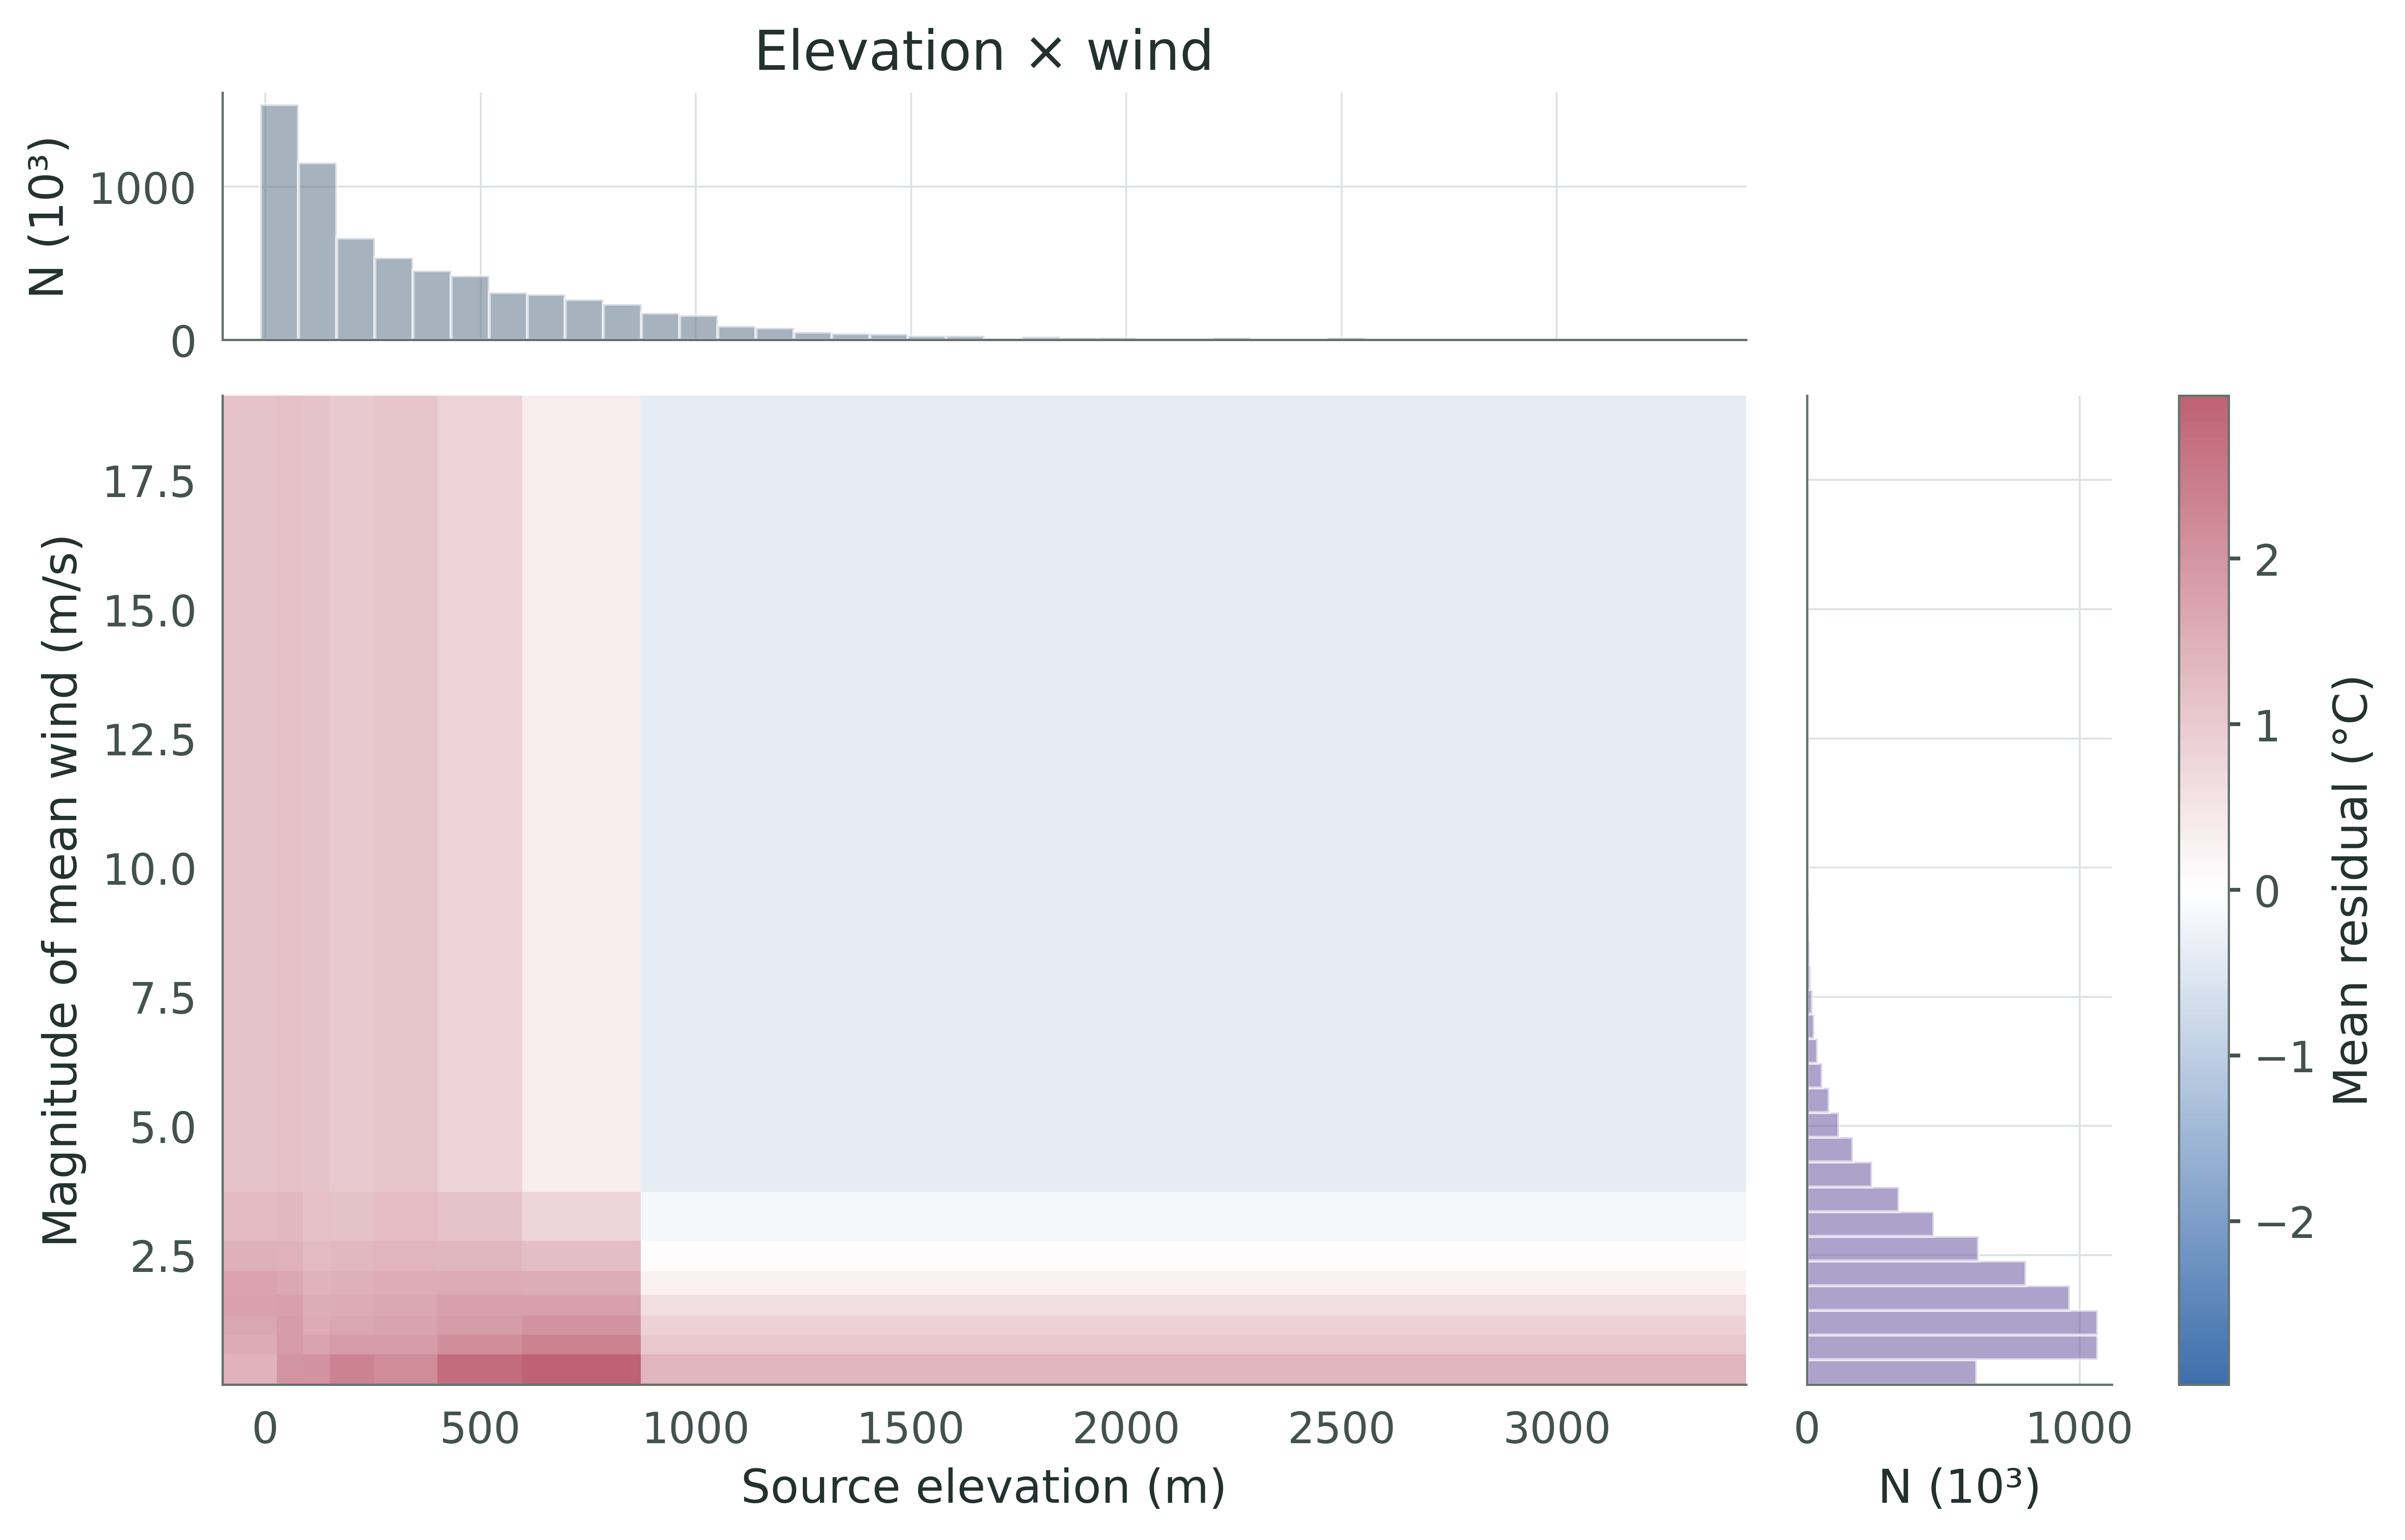 Elevation × wind
N (10³)
1000
0
Magnitude of mean wind (m/s)
17.5
15.0
12.5
10.0
7.5
5.0
2.5
0 500 1000 1500 2000 2500 3000
Source elevation (m)
0 1000
N (10³)
2
1
0
−1
−2
Mean residual (°C)